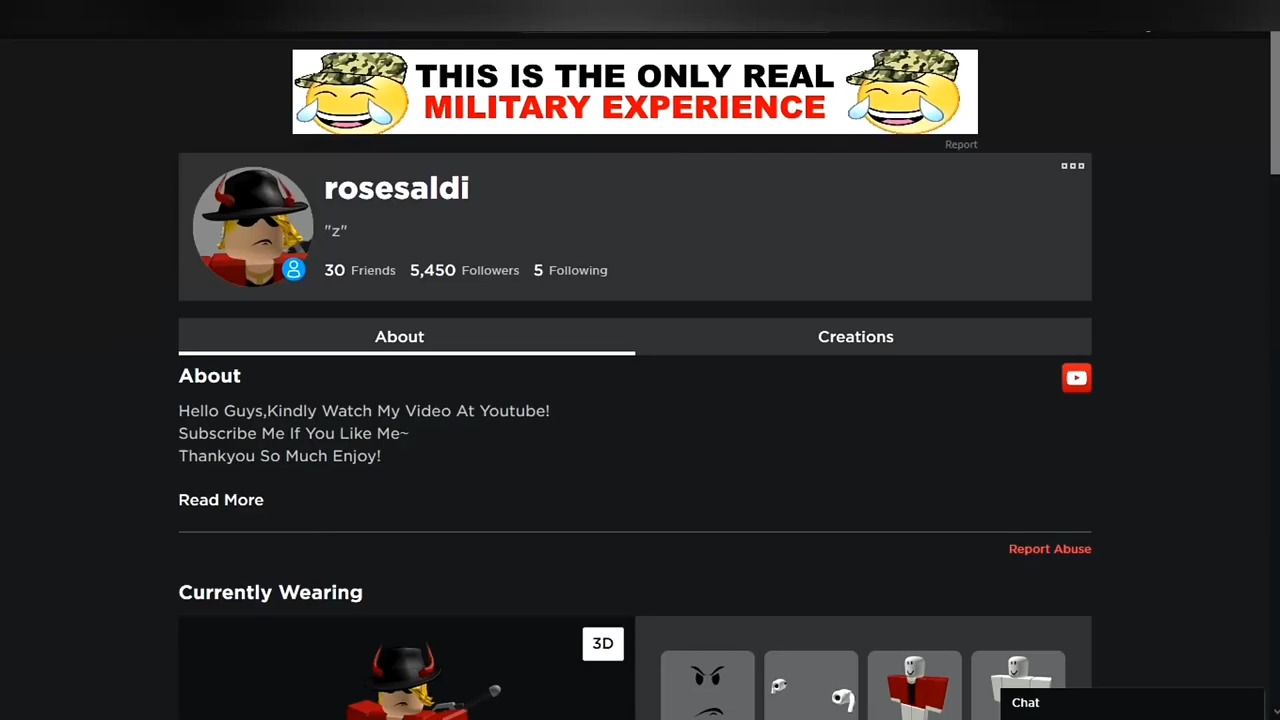 THIS IS THE ONLY REAL
MILITARY EXPERIENCE
Report
rosesaldi
"z"
30 Friends 5,450 Followers 5 Following
About Creations
About
Hello Guys,Kindly Watch My Video At Youtube!
Subscribe Me If You Like Me~
Thankyou So Much Enjoy!
Read More
Report Abuse
Currently Wearing
3D
Chat